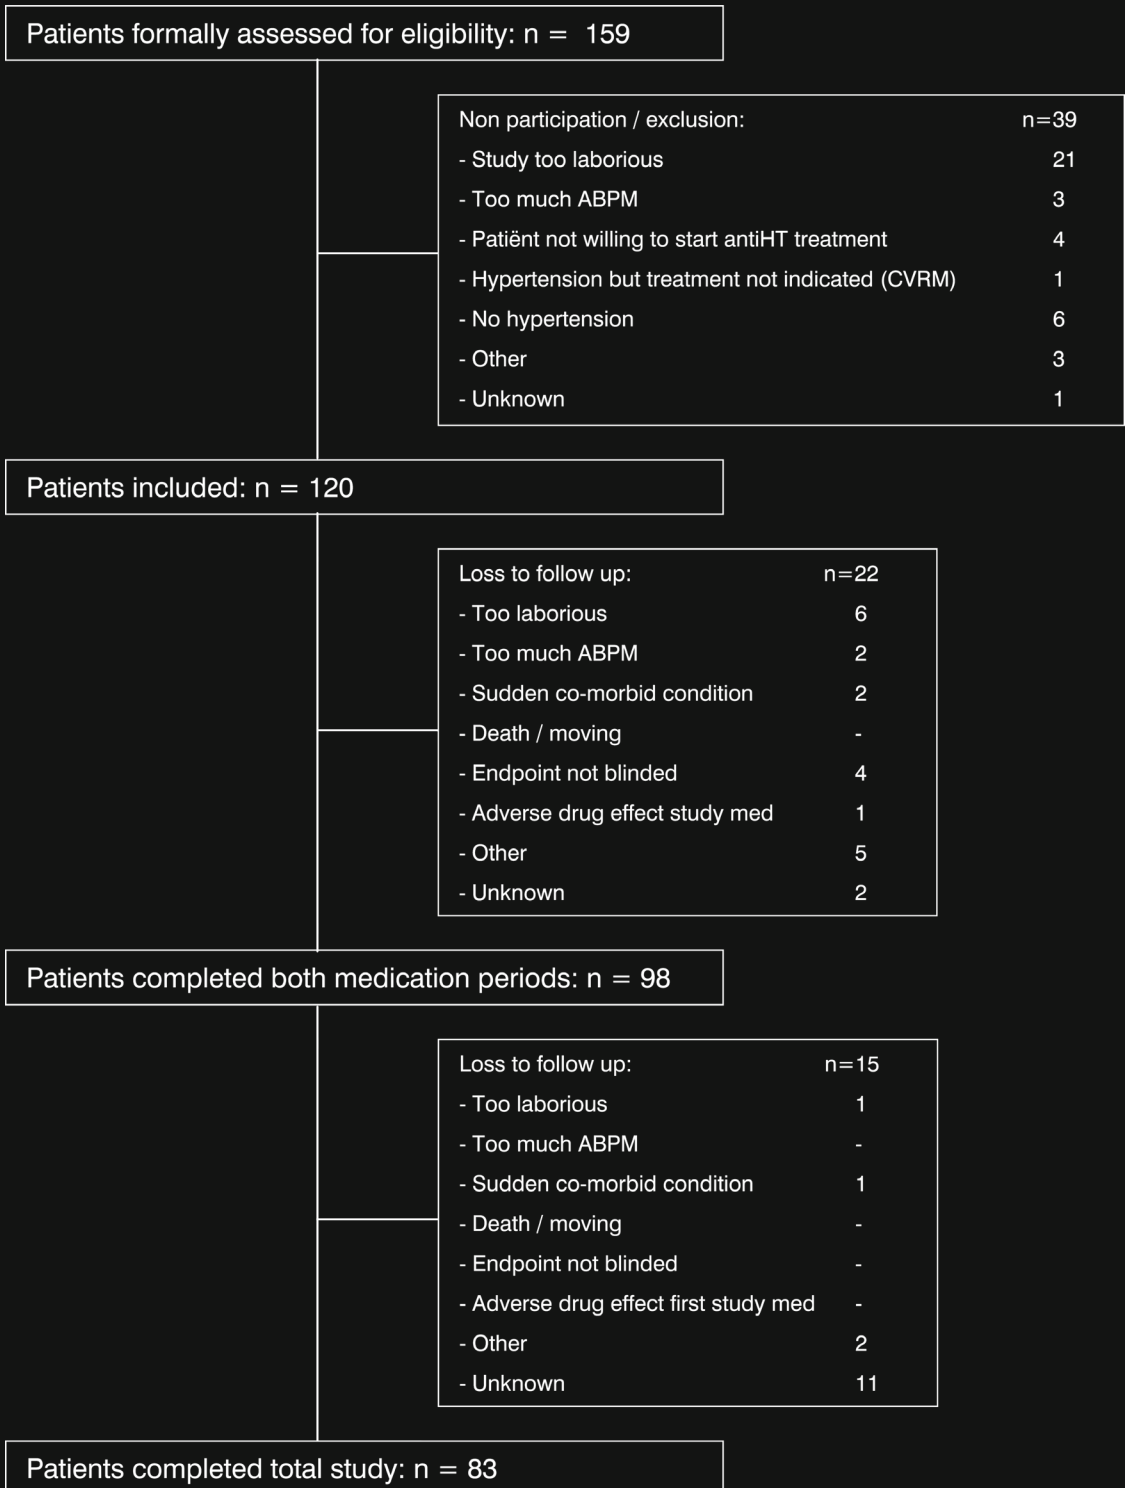 Patients formally assessed for eligibility: n = 159
Non participation / exclusion: n=39
- Study too laborious 21
- Too much ABPM 3
- Patiënt not willing to start antiHT treatment 4
- Hypertension but treatment not indicated (CVRM) 1
- No hypertension 6
- Other 3
- Unknown 1
Patients included: n = 120
Loss to follow up: n=22
- Too laborious 6
- Too much ABPM 2
- Sudden co-morbid condition 2
- Death / moving -
- Endpoint not blinded 4
- Adverse drug effect study med 1
- Other 5
- Unknown 2
Patients completed both medication periods: n = 98
Loss to follow up: n=15
- Too laborious 1
- Too much ABPM -
- Sudden co-morbid condition 1
- Death / moving -
- Endpoint not blinded -
- Adverse drug effect first study med -
- Other 2
- Unknown 11
Patients completed total study: n = 83